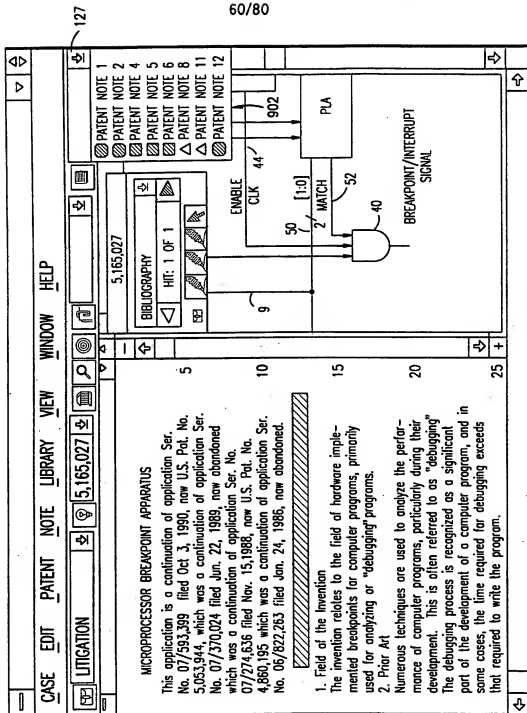 60/80
127
CASE EDIT PATENT NOTE LIBRARY VIEW WINDOW HELP
LITIGATION
5,165,027
MICROPROCESSOR BREAKPOINT APPARATUS
This application is a continuation of application Ser.
No. 07/593,399 filed Oct 3, 1990, now U.S. Pat. No.
5,053,944, which was a continuation of application Ser.
No. 07/370,024 filed Jun. 22, 1989, now abandoned
which was a continuation of application Ser. No.
07/274,636 filed Nov. 15,1988, now U.S. Pat. No.
4,860,195 which was a continuation of application Ser.
No. 06/822,263 filed Jan. 24, 1986, now abandoned.
1. Field of the Invention
The invention relates to the field of hardware imple-
mented breakpoints for computer programs, primarily
used for analyzing or "debugging" programs.
2. Prior Art
Numerous techniques are used to analyze the perfor-
mance of computer programs, particularly during their
development. This is often referred to as "debugging"
The debugging process is recognized as a significant
part of the development of a computer program, and in
some cases, the time required for debugging exceeds
that required to write the program.
5
10
15
20
25
5,165,027
BIBLIOGRAPHY
HIT: 1 OF 1
PATENT NOTE 1
PATENT NOTE 2
PATENT NOTE 4
PATENT NOTE 5
PATENT NOTE 6
PATENT NOTE 8
PATENT NOTE 11
PATENT NOTE 12
902
44
ENABLE
CLK
[1:0]
PLA
50
2
MATCH
52
9
40
BREAKPOINT/INTERRUPT
SIGNAL